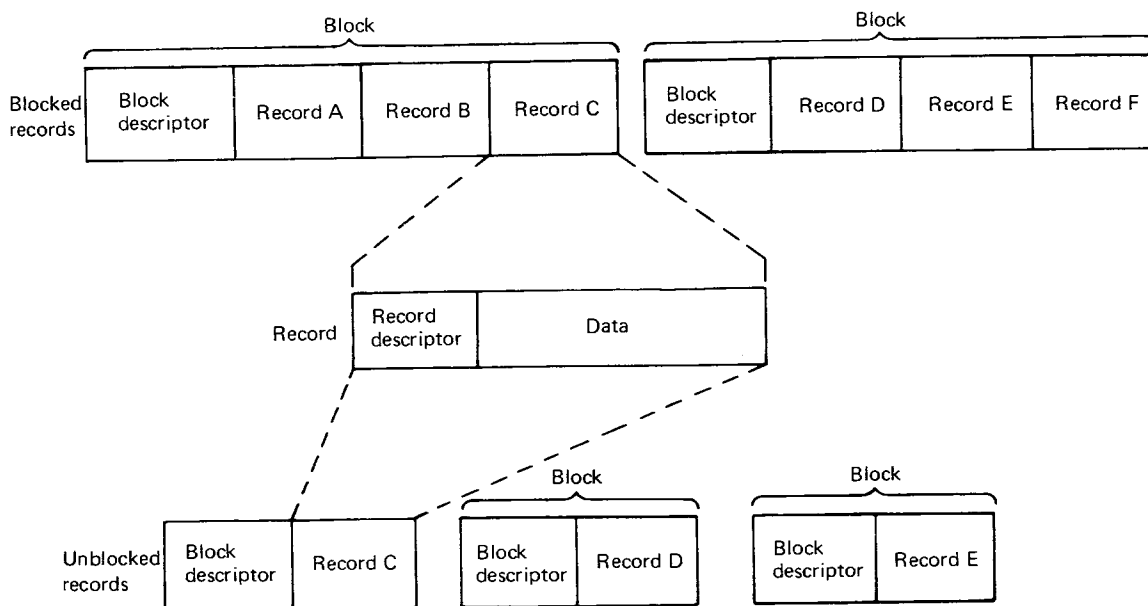 Block
Block
Blocked
records
Block
descriptor
Record A
Record B
Record C
Block
descriptor
Record D
Record E
Record F
Record
Record
descriptor
Data
Block
Block
Unblocked
records
Block
descriptor
Record C
Block
descriptor
Record D
Block
descriptor
Record E